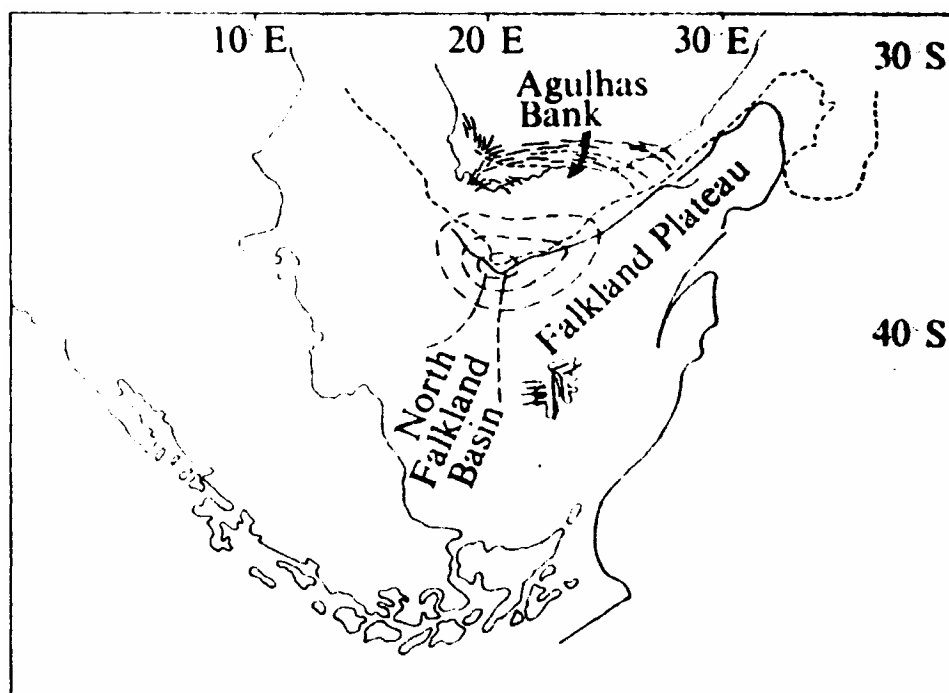 10 E
20 E
30 E
30 S
Agulhas
Bank
Falkland Plateau
40 S
North
Falkland
Basin